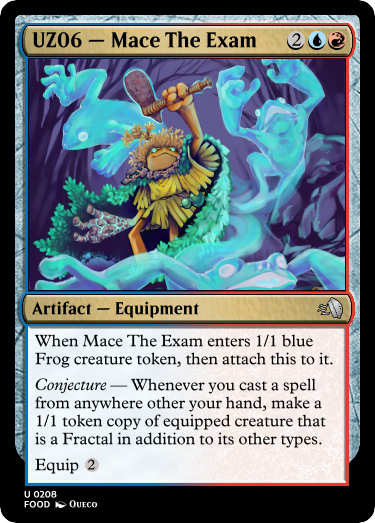 UZ06 — Mace The Exam 2
Artifact — Equipment
When Mace The Exam enters 1/1 blue
Frog creature token, then attach this to it.
Conjecture — Whenever you cast a spell
from anywhere other your hand, make a
1/1 token copy of equipped creature that
is a Fractal in addition to its other types.
Equip 2
U 0208
FOOD Queco